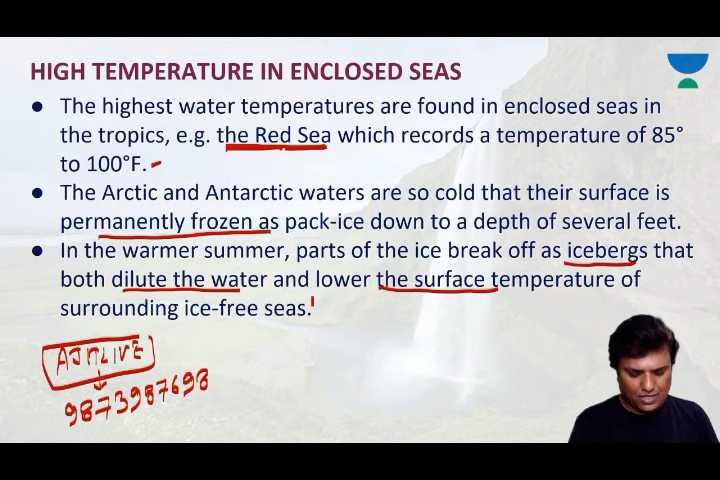 HIGH TEMPERATURE IN ENCLOSED SEAS
● The highest water temperatures are found in enclosed seas in
the tropics, e.g. the Red Sea which records a temperature of 85°
to 100°F.
● The Arctic and Antarctic waters are so cold that their surface is
permanently frozen as pack-ice down to a depth of several feet.
● In the warmer summer, parts of the ice break off as icebergs that
both dilute the water and lower the surface temperature of
surrounding ice-free seas.
AJMLIVE
9873987698